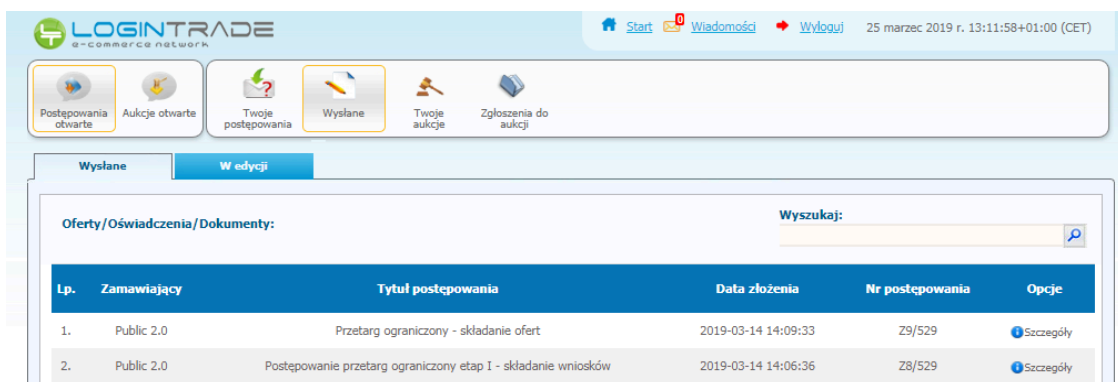 LOGINTRADE
e-commerce network
Start 0 Wiadomości Wyloguj 25 marzec 2019 r. 13:11:58+01:00 (CET)
Postępowania otwarte
Aukcje otwarte
Twoje postępowania
Wysłane
Twoje aukcje
Zgłoszenia do aukcji
Wysłane W edycji
Oferty/Oświadczenia/Dokumenty:
Wyszukaj:
Lp. Zamawiający Tytuł postępowania Data złożenia Nr postępowania Opcje
1. Public 2.0 Przetarg ograniczony - składanie ofert 2019-03-14 14:09:33 Z9/529 Szczegóły
2. Public 2.0 Postępowanie przetarg ograniczony etap I - składanie wniosków 2019-03-14 14:06:36 Z8/529 Szczegóły